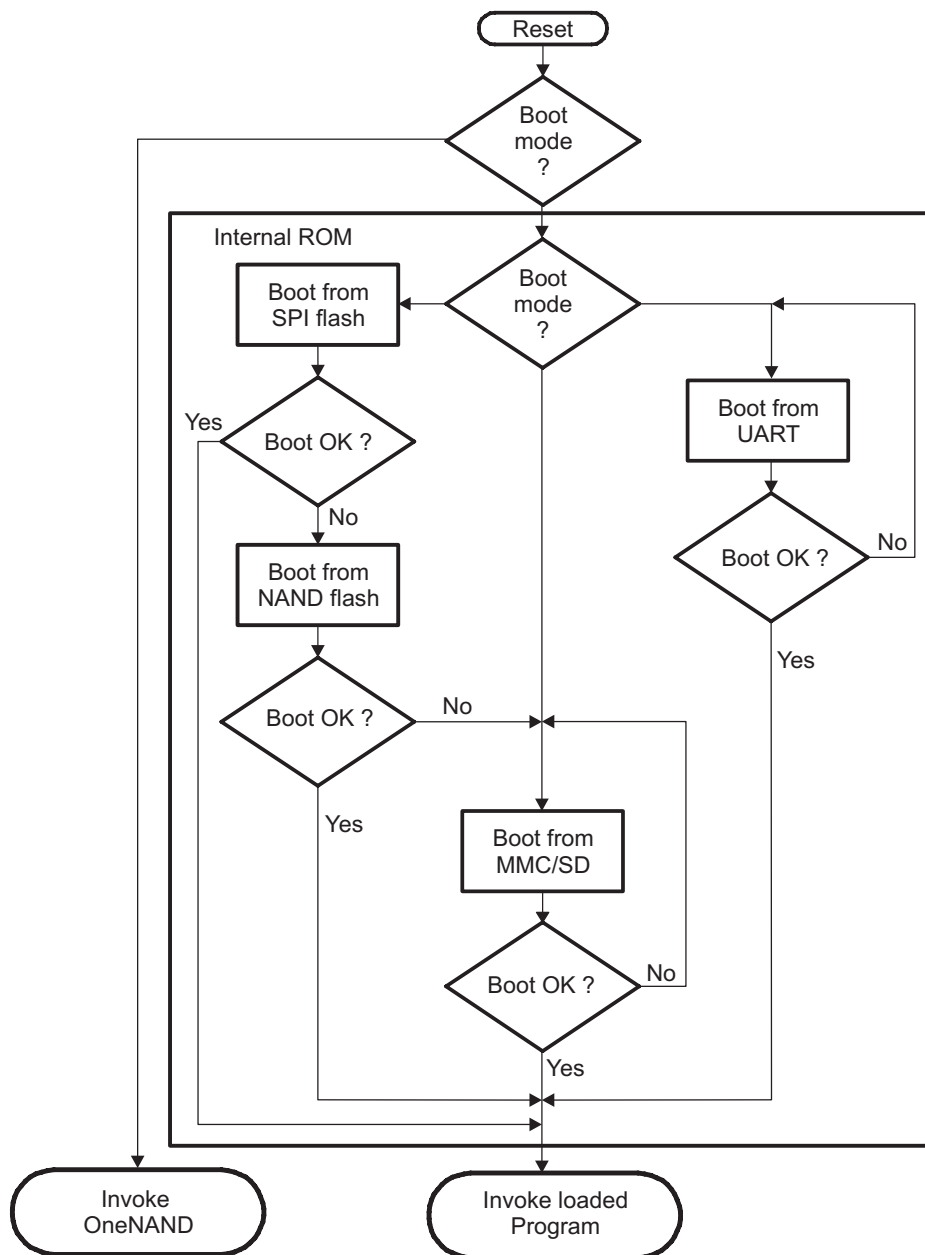 Reset
Boot
mode
?
Internal ROM
Boot from
SPI flash
Boot
mode
?
Yes
Boot OK ?
Boot from
UART
No
Boot from
NAND flash
Boot OK ?
No
Yes
Boot OK ?
No
Yes
Boot from
MMC/SD
Boot OK ?
No
Yes
Invoke
OneNAND
Invoke loaded
Program